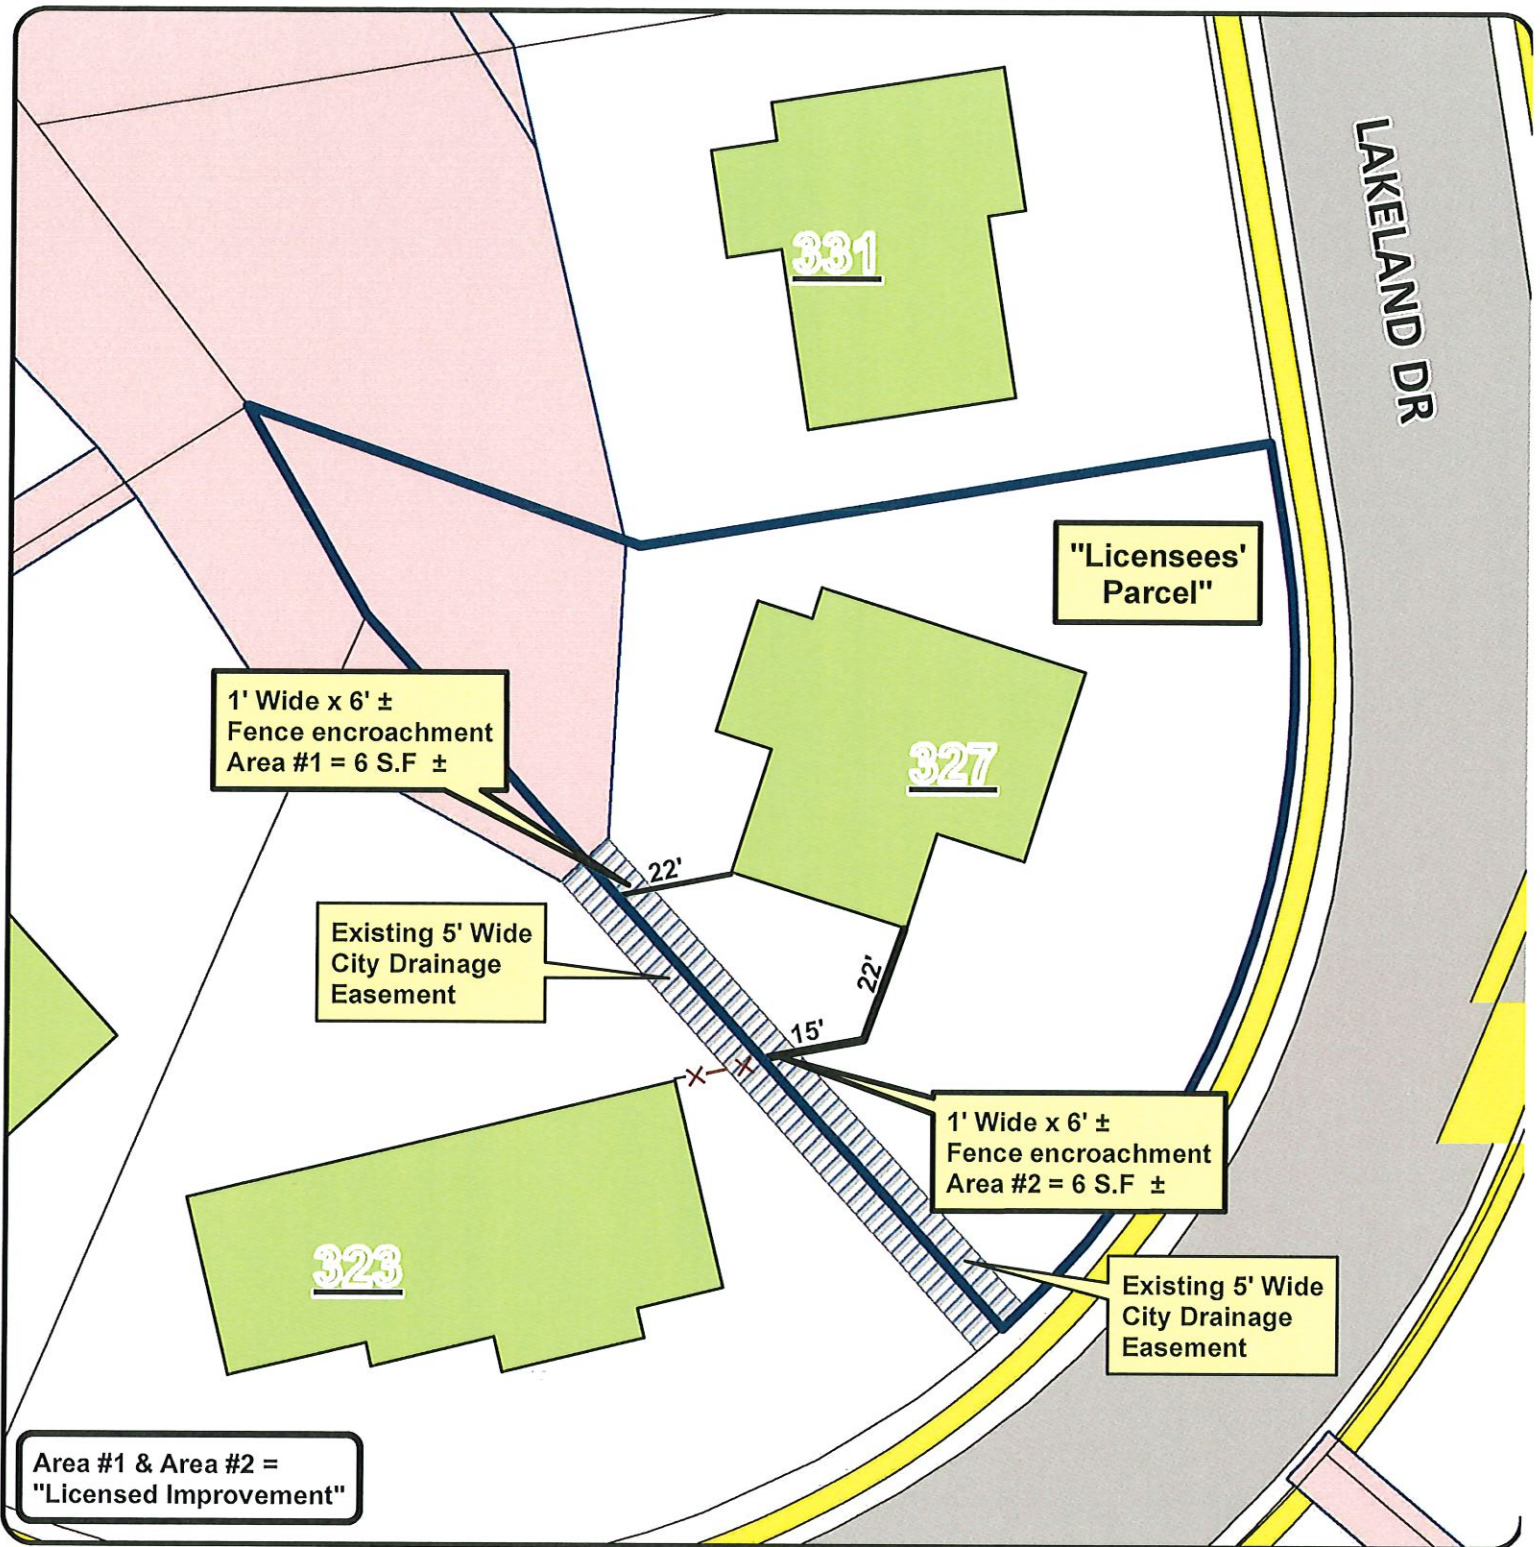 331
LAKELAND DR
"Licensees'
Parcel"
1' Wide x 6' ±
Fence encroachment
Area #1 = 6 S.F ±
327
22'
Existing 5' Wide
City Drainage
Easement
22'
15'
1' Wide x 6' ±
Fence encroachment
Area #2 = 6 S.F ±
323
Existing 5' Wide
City Drainage
Easement
Area #1 & Area #2 =
"Licensed Improvement"